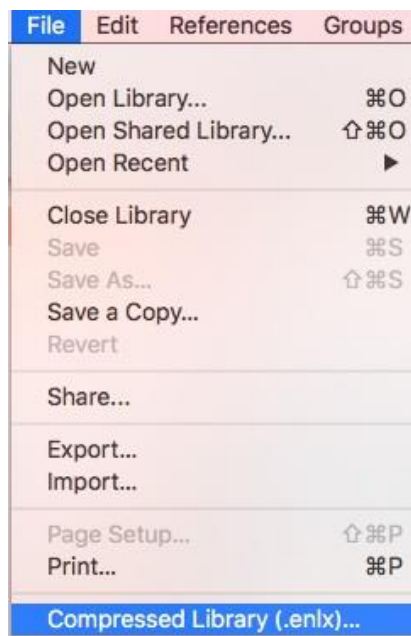 File Edit References Groups
New
Open Library... ⌘O
Open Shared Library... ⇧⌘O
Open Recent ▶
Close Library ⌘W
Save ⌘S
Save As... ⇧⌘S
Save a Copy...
Revert
Share...
Export...
Import...
Page Setup... ⇧⌘P
Print... ⌘P
Compressed Library (.enlx)...